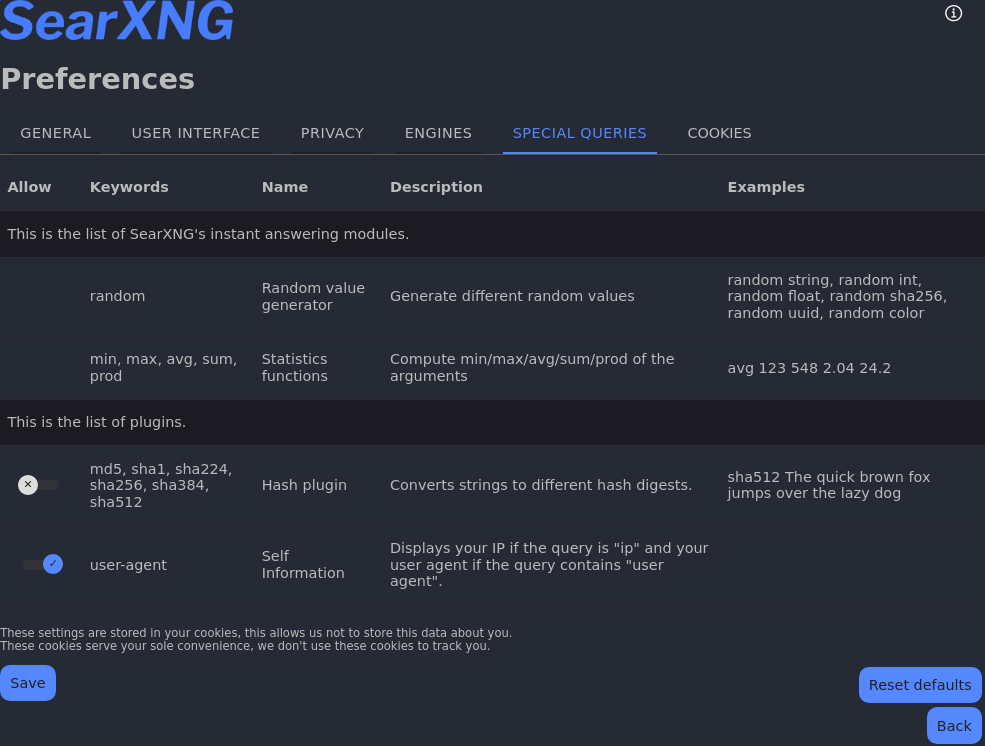 SearXNG
Preferences
GENERAL
USER INTERFACE
PRIVACY
ENGINES
SPECIAL QUERIES
COOKIES
Allow
Keywords
Name
Description
Examples
This is the list of SearXNG's instant answering modules.
random
Random value
generator
Generate different random values
random string, random int,
random float, random sha256,
random uuid, random color
min, max, avg, sum,
prod
Statistics
functions
Compute min/max/avg/sum/prod of the
arguments
avg 123 548 2.04 24.2
This is the list of plugins.
md5, sha1, sha224,
sha256, sha384,
sha512
Hash plugin
Converts strings to different hash digests.
sha512 The quick brown fox
jumps over the lazy dog
user-agent
Self
Information
Displays your IP if the query is "ip" and your
user agent if the query contains "user
agent".
These settings are stored in your cookies, this allows us not to store this data about you.
These cookies serve your sole convenience, we don't use these cookies to track you.
Save
Reset defaults
Back